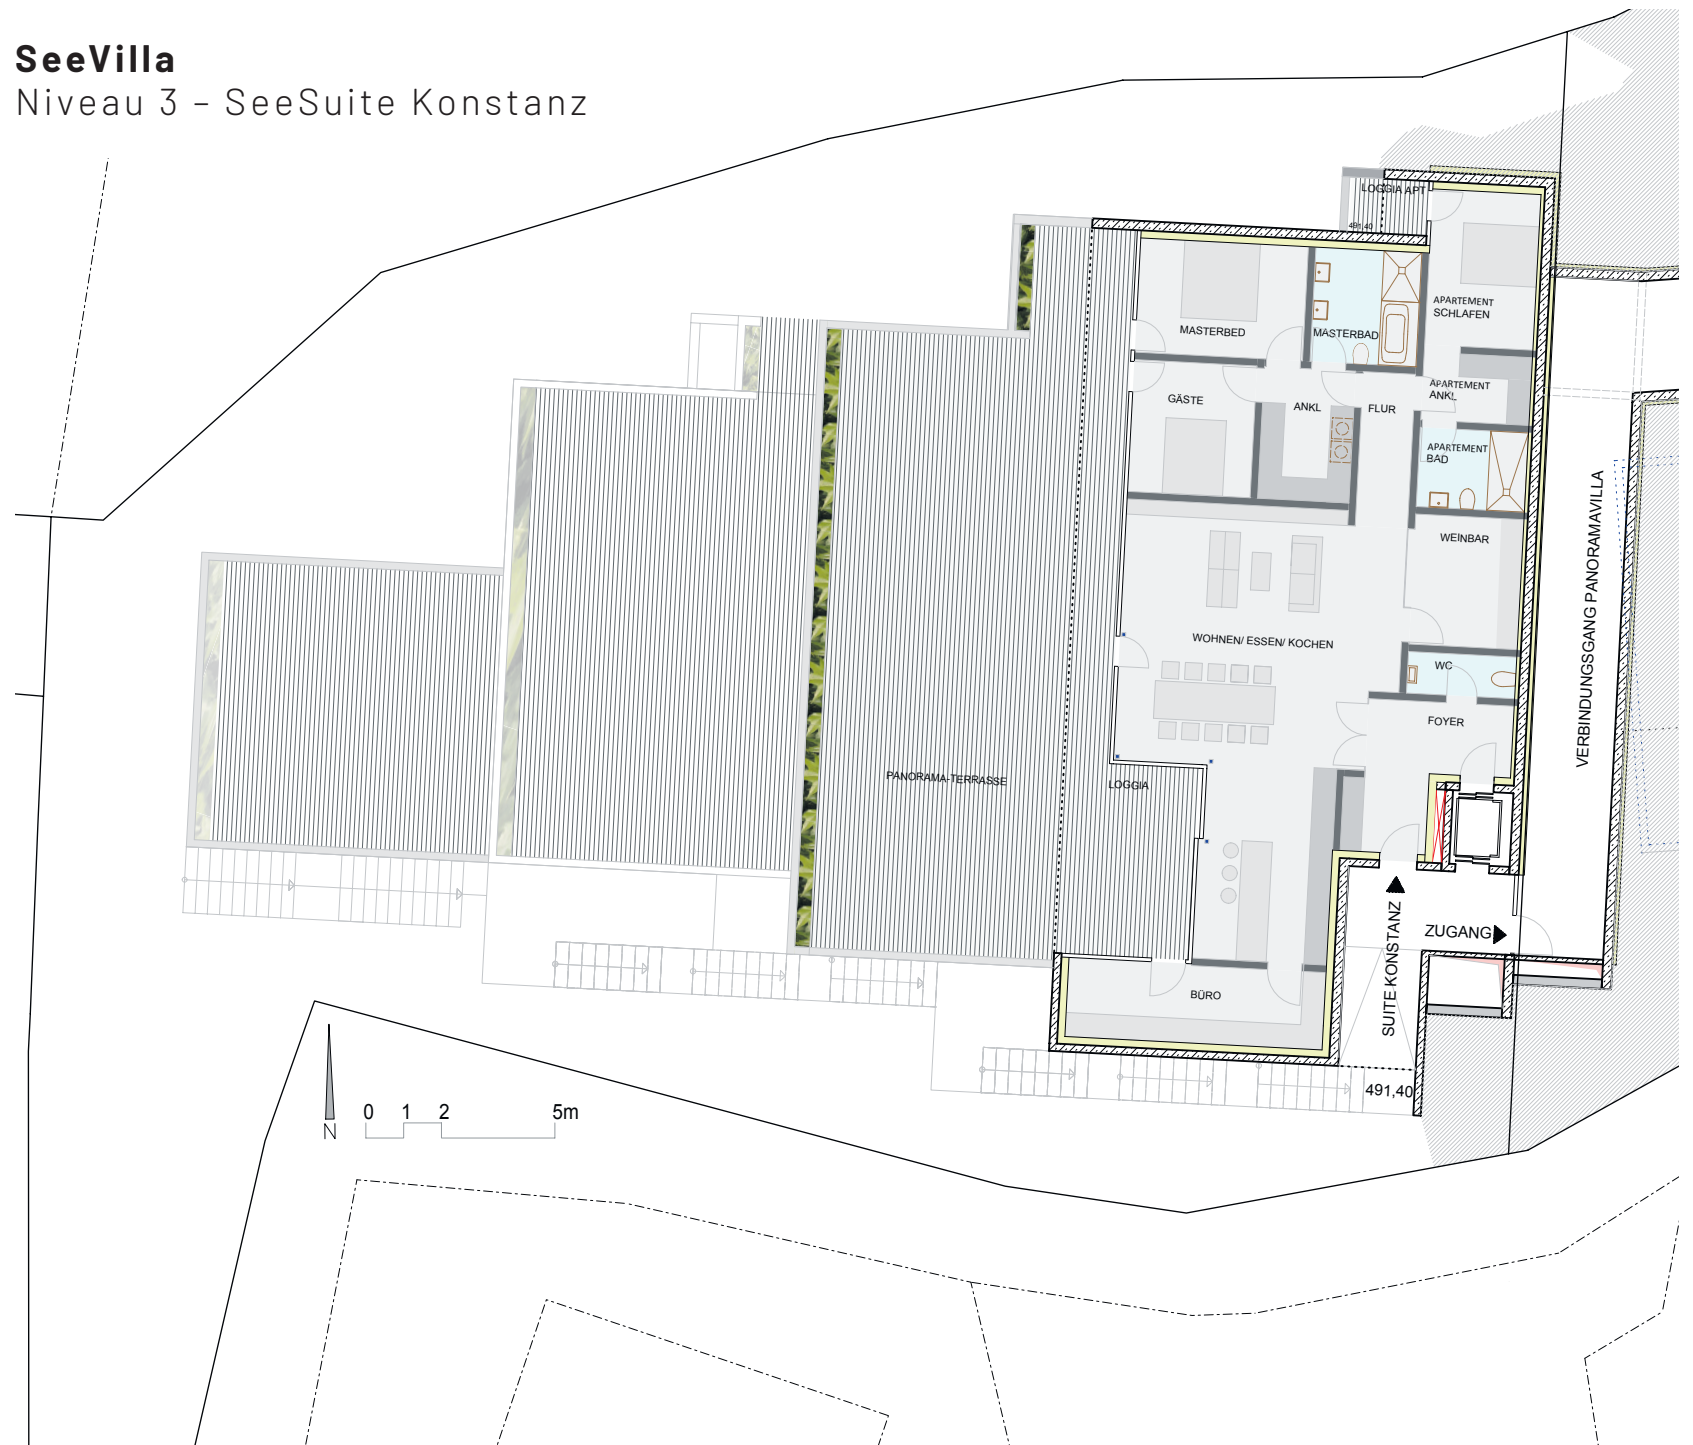 SeeVilla
Niveau 3 – SeeSuite Konstanz
LOGGIA APT
491,40
APARTEMENT
SCHLAFEN
MASTERBED
MASTERBAD
APARTEMENT
ANKL
GÄSTE
ANKL
FLUR
APARTEMENT
BAD
WEINBAR
VERBINDUNGSGANG PANORAMAVILLA
WOHNEN/ ESSEN/ KOCHEN
WC
FOYER
PANORAMA-TERRASSE
LOGGIA
SUITE KONSTANZ
ZUGANG
BÜRO
491,40
0 1 2 5m
N